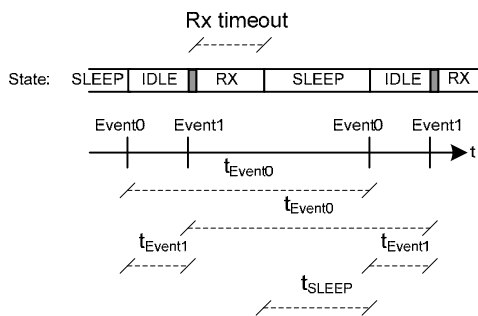 Rx timeout
State: SLEEP IDLE RX SLEEP IDLE RX
Event0 Event1 Event0 Event1
t
tEvent0
tEvent0
tEvent1 tEvent1
tSLEEP